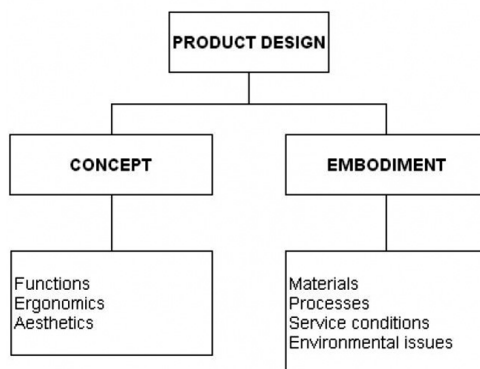 PRODUCT DESIGN
CONCEPT
EMBODIMENT
Functions
Ergonomics
Aesthetics
Materials
Processes
Service conditions
Environmental issues